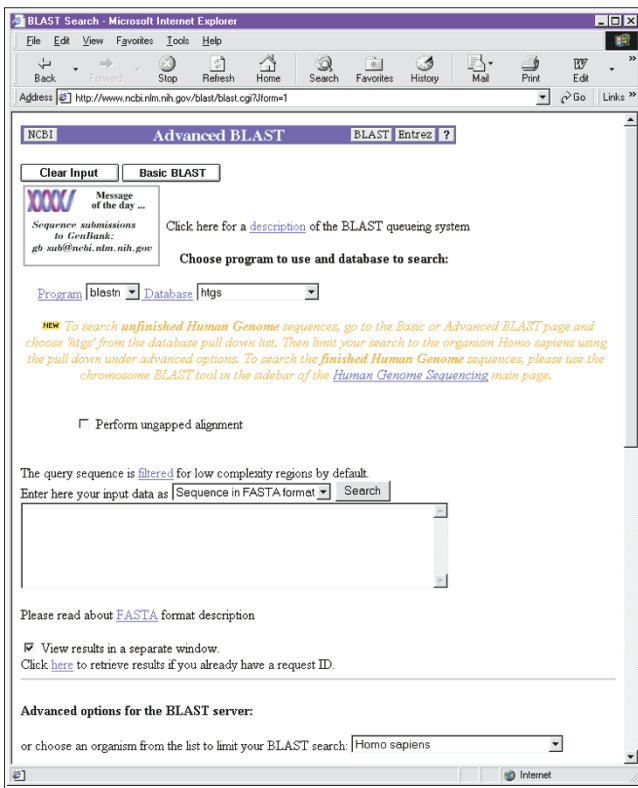 BLAST Search - Microsoft Internet Explorer
File Edit View Favorites Tools Help
Back Forward Stop Refresh Home Search Favorites History Mail Print Edit »
Address http://www.ncbi.nlm.nih.gov/blast/blast.cgi?Jform=1 Go Links »
NCBI Advanced BLAST BLAST Entrez ?
Clear Input Basic BLAST
Message
of the day ...
Sequence submissions
to GenBank:
gb-sub@ncbi.nlm.nih.gov
Click here for a description of the BLAST queueing system
Choose program to use and database to search:
Program blastn Database htgs
NEW To search unfinished Human Genome sequences, go to the Basic or Advanced BLAST page and
choose 'htgs' from the database pull down list. Then limit your search to the organism Homo sapiens using
the pull down under advanced options. To search the finished Human Genome sequences, please use the
chromosome BLAST tool in the sidebar of the Human Genome Sequencing main page.
Perform ungapped alignment
The query sequence is filtered for low complexity regions by default.
Enter here your input data as Sequence in FASTA format Search
Please read about FASTA format description
View results in a separate window.
Click here to retrieve results if you already have a request ID.
Advanced options for the BLAST server:
or choose an organism from the list to limit your BLAST search: Homo sapiens
Internet